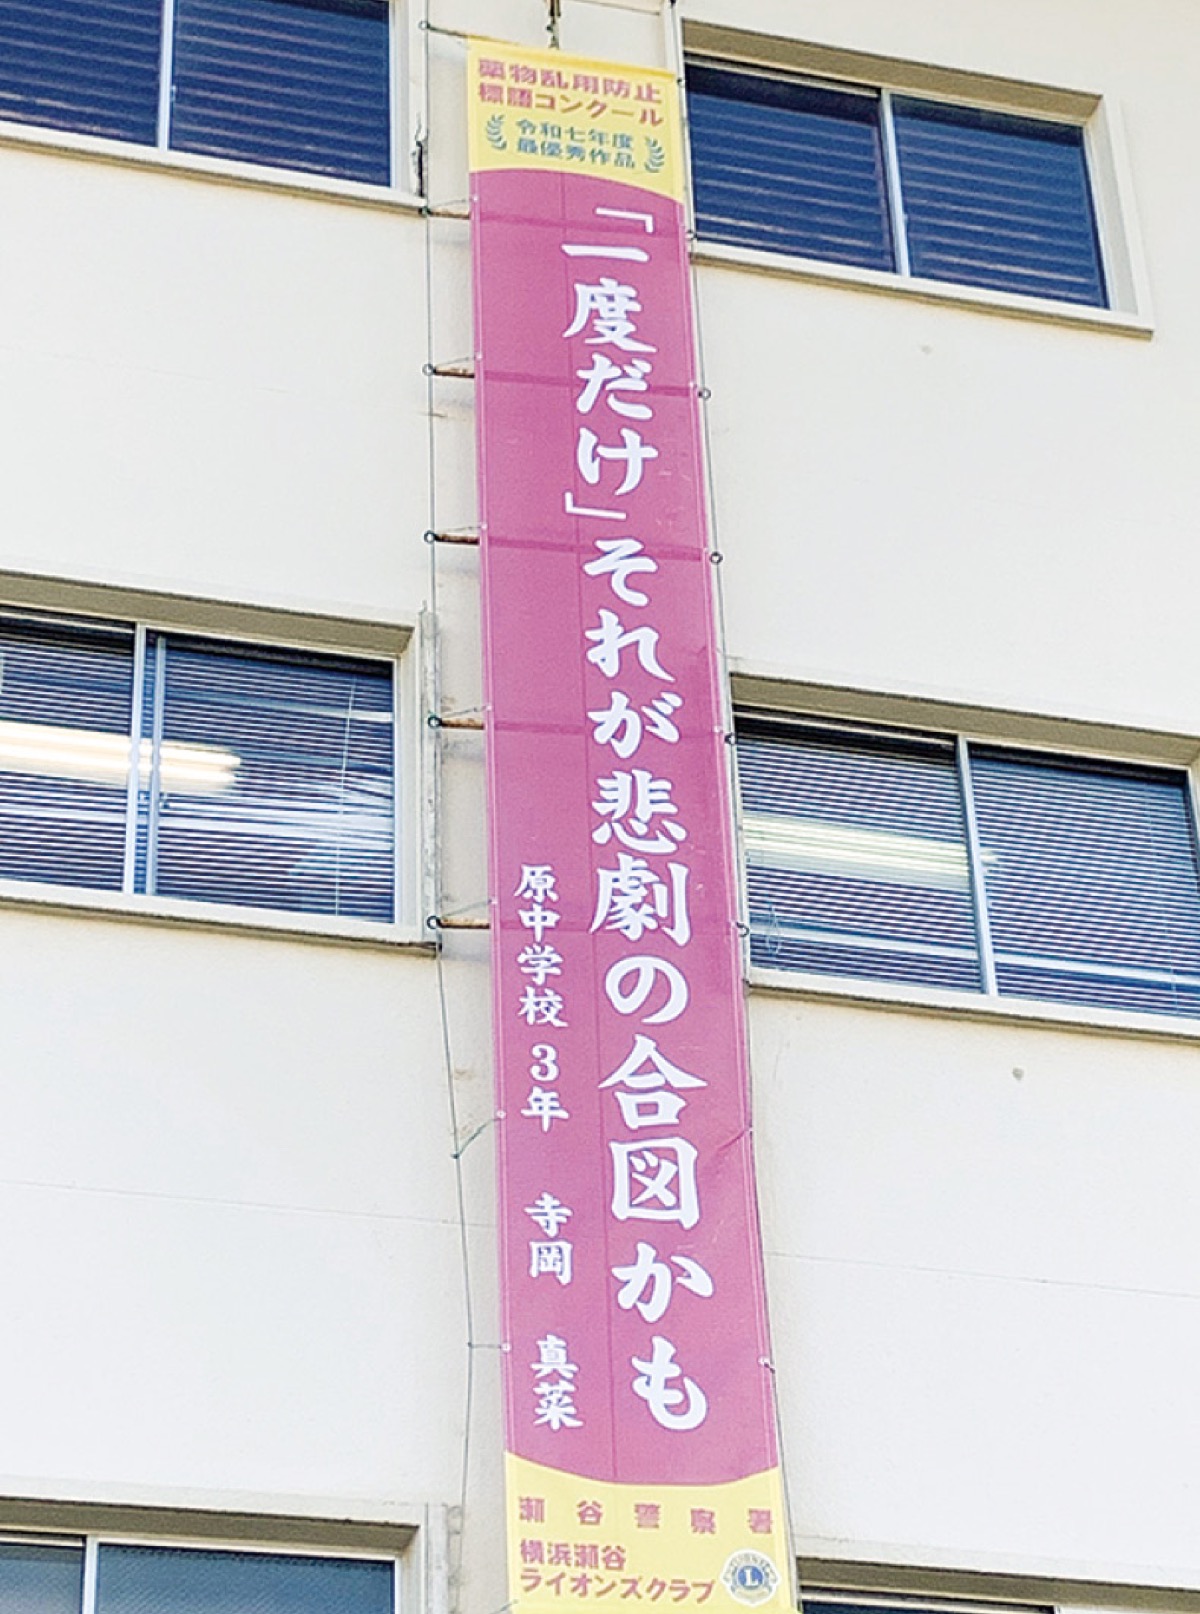 薬物乱用防止
標語コンクール
令和七年度
最優秀作品
「一度だけ」それが悲劇の合図かも
原中学校3年 寺岡 真菜
瀬谷警察署
横浜瀬谷
ライオンズクラブ
L